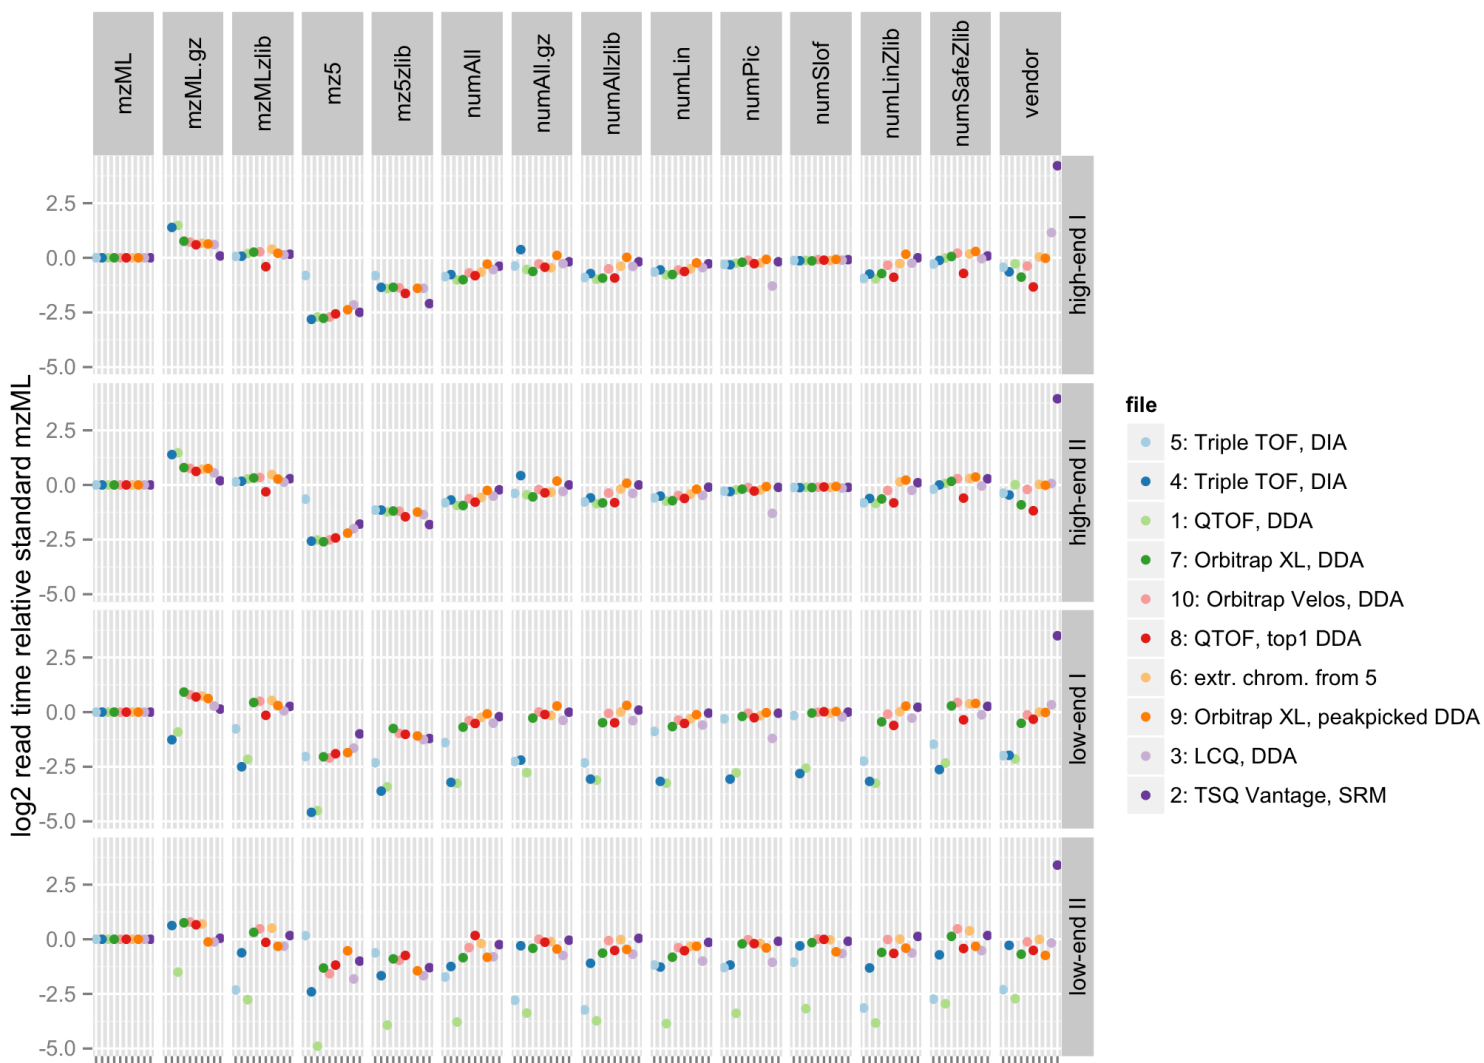 mzML
mzML.gz
mzMLzlib
mz5
mz5zlib
numAll
numAll.gz
numAllzlib
numLin
numPic
numSlof
numLinZlib
numSafeZlib
vendor
log2 read time relative standard mzML
2.5
0.0
-2.5
-5.0
high-end I
2.5
0.0
-2.5
-5.0
high-end II
2.5
0.0
-2.5
-5.0
low-end I
2.5
0.0
-2.5
-5.0
low-end II
file
5: Triple TOF, DIA
4: Triple TOF, DIA
1: QTOF, DDA
7: Orbitrap XL, DDA
10: Orbitrap Velos, DDA
8: QTOF, top1 DDA
6: extr. chrom. from 5
9: Orbitrap XL, peakpicked DDA
3: LCQ, DDA
2: TSQ Vantage, SRM